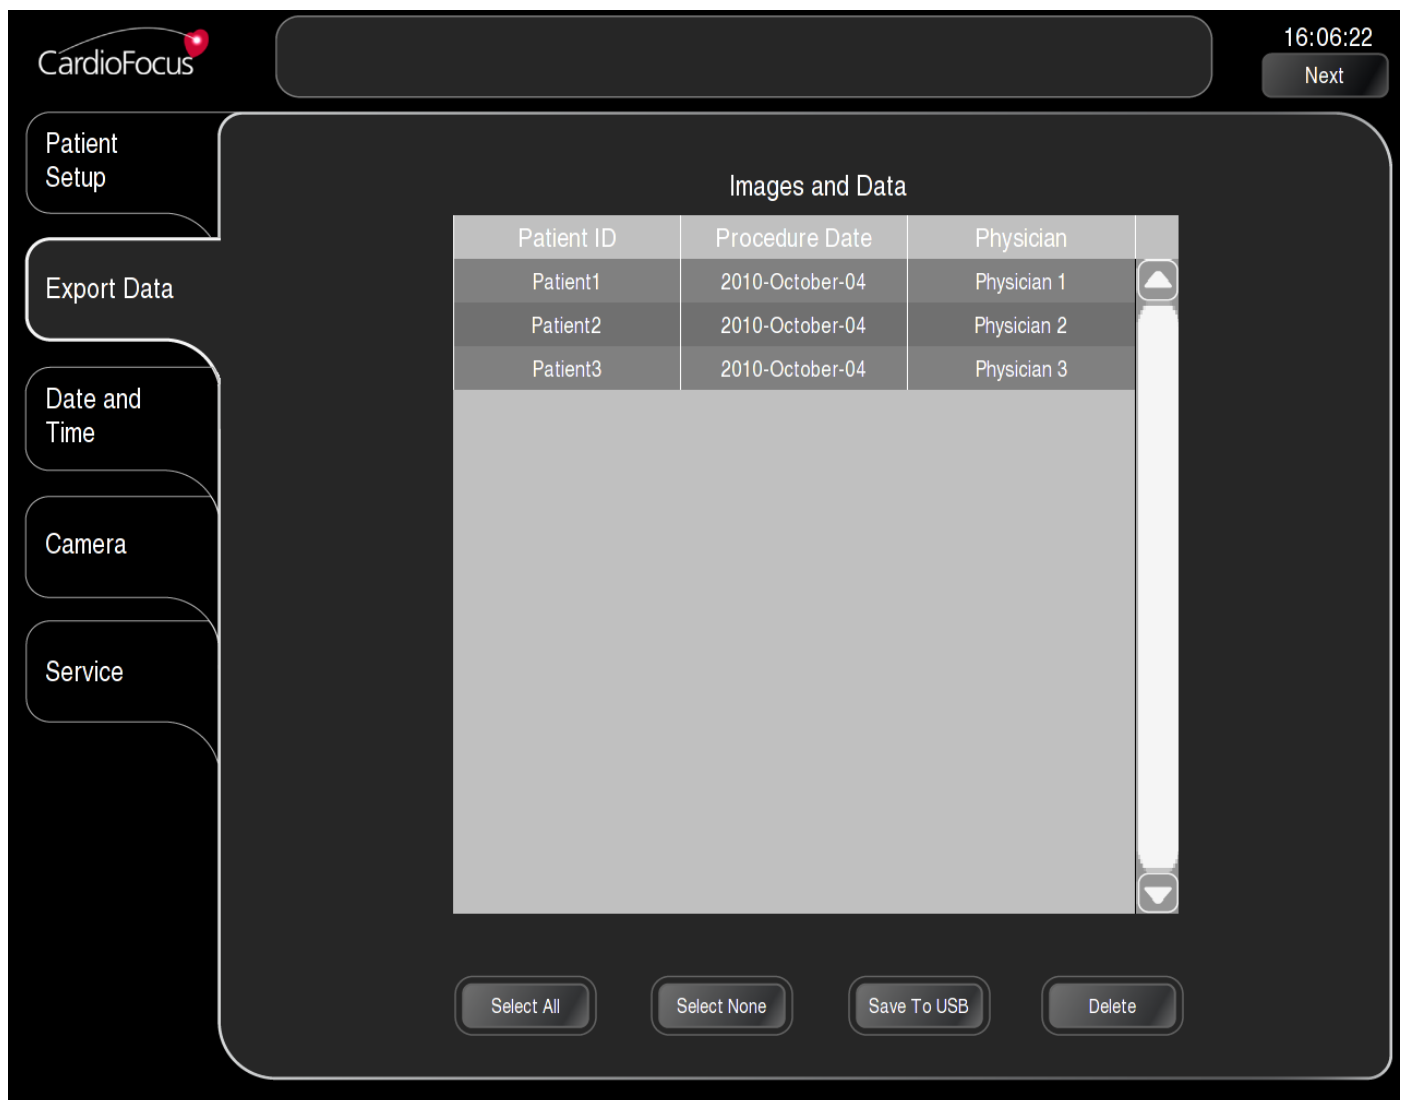 CardioFocus
16:06:22
Next
Patient
Setup
Export Data
Date and
Time
Camera
Service
Images and Data
Patient ID Procedure Date Physician
Patient1 2010-October-04 Physician 1
Patient2 2010-October-04 Physician 2
Patient3 2010-October-04 Physician 3
Select All Select None Save To USB Delete